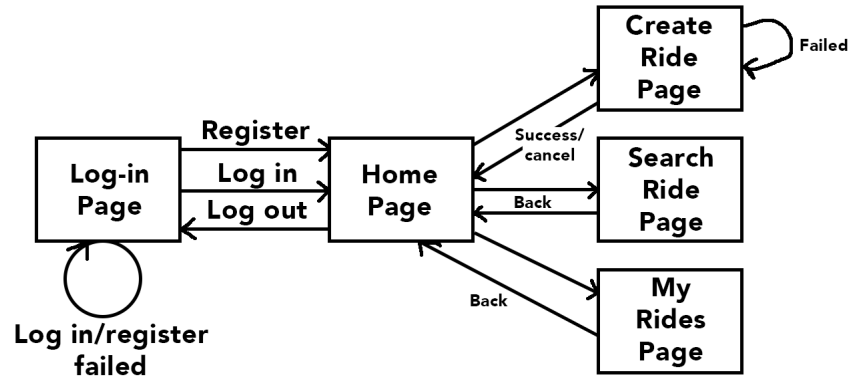 Create
Ride
Page
Failed
Register
Success/
cancel
Log-in
Page
Log in
Home
Page
Search
Ride
Page
Log out
Back
Back
My
Rides
Page
Log in/register
failed